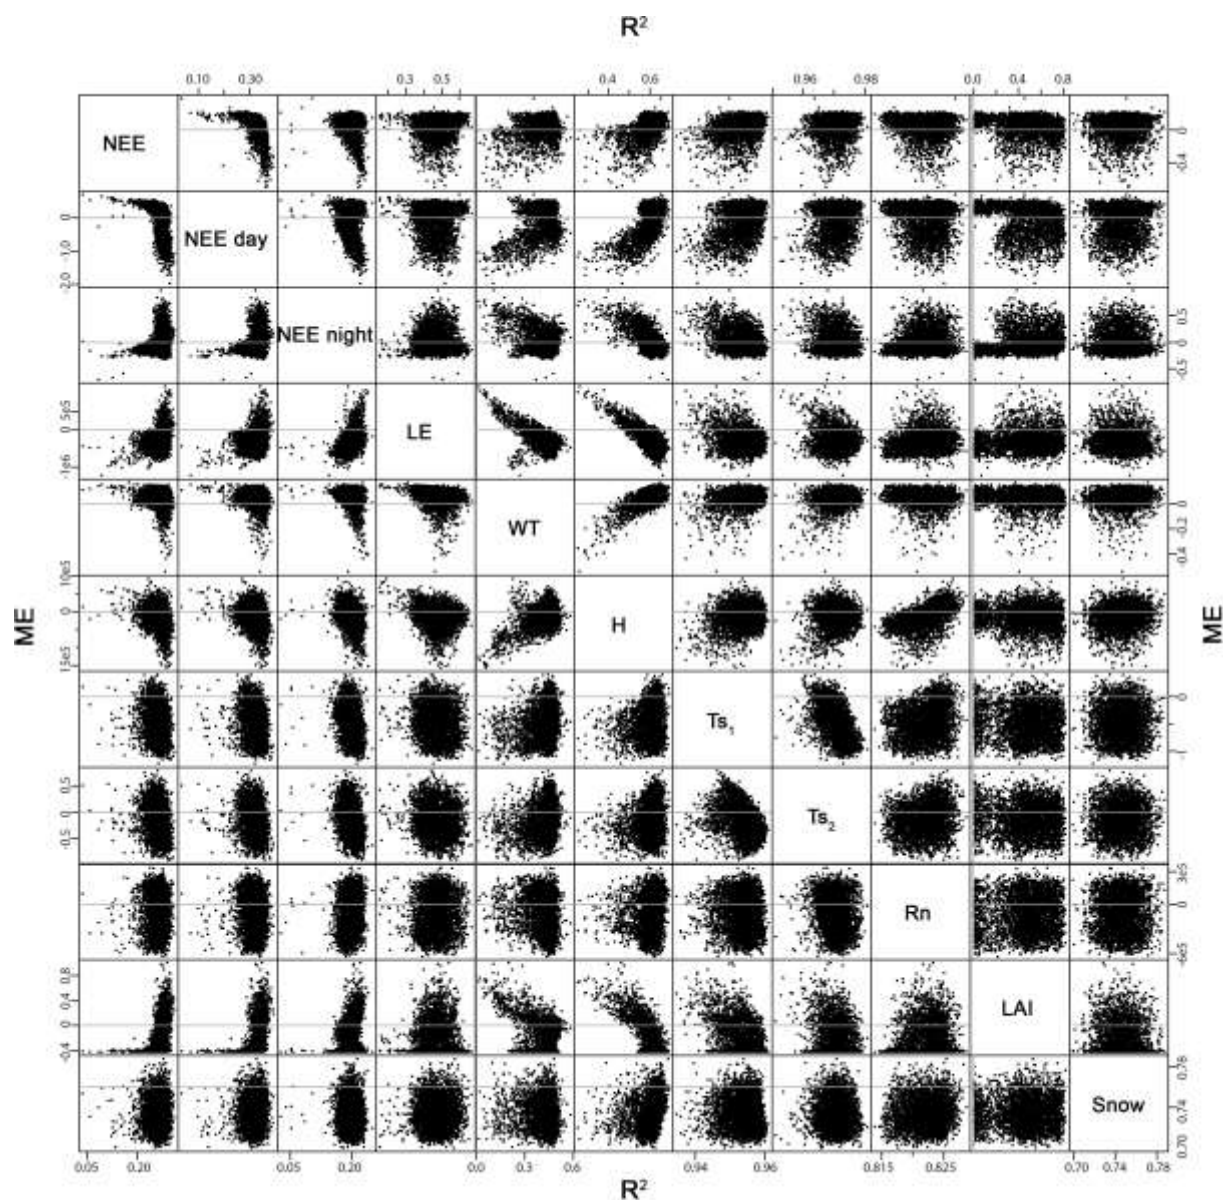 R²
0.10 0.30 0.3 0.5 0.4 0.6 0.96 0.98 0.0 0.4 0.8
NEE
0
-0.4
0
-1.0
-2.0
NEE day
NEE night
0.5
0
-0.5
0 5e5
-1e6
LE
WT
0
-0.2
-0.4
ME
10e5
0
15e5
H
ME
Ts₁
0
-1
0.5
0
0.5
Ts₂
Rn
3e5
0
-4e5
0.8
0.4
0
-0.4
LAI
Snow
0.78
0.74
0.70
0.05 0.20 0.05 0.20 0.0 0.3 0.6 0.94 0.96 0.815 0.825 0.70 0.74 0.78
R²